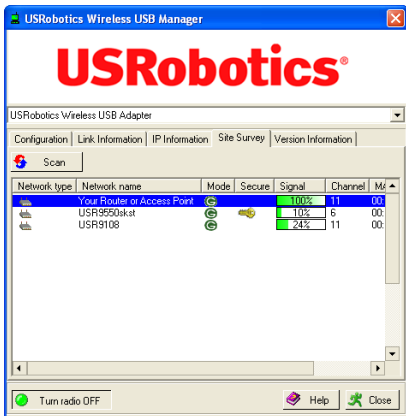 USRobotics Wireless USB Manager
USRobotics®
USRobotics Wireless USB Adapter
Configuration Link Information IP Information Site Survey Version Information
Scan
Network type Network name Mode Secure Signal Channel
Your Router or Access Point G 100% 11 00:
USR9550skst G 10% 6 00:
USR9108 G 24% 11 00:
Turn radio OFF Help Close